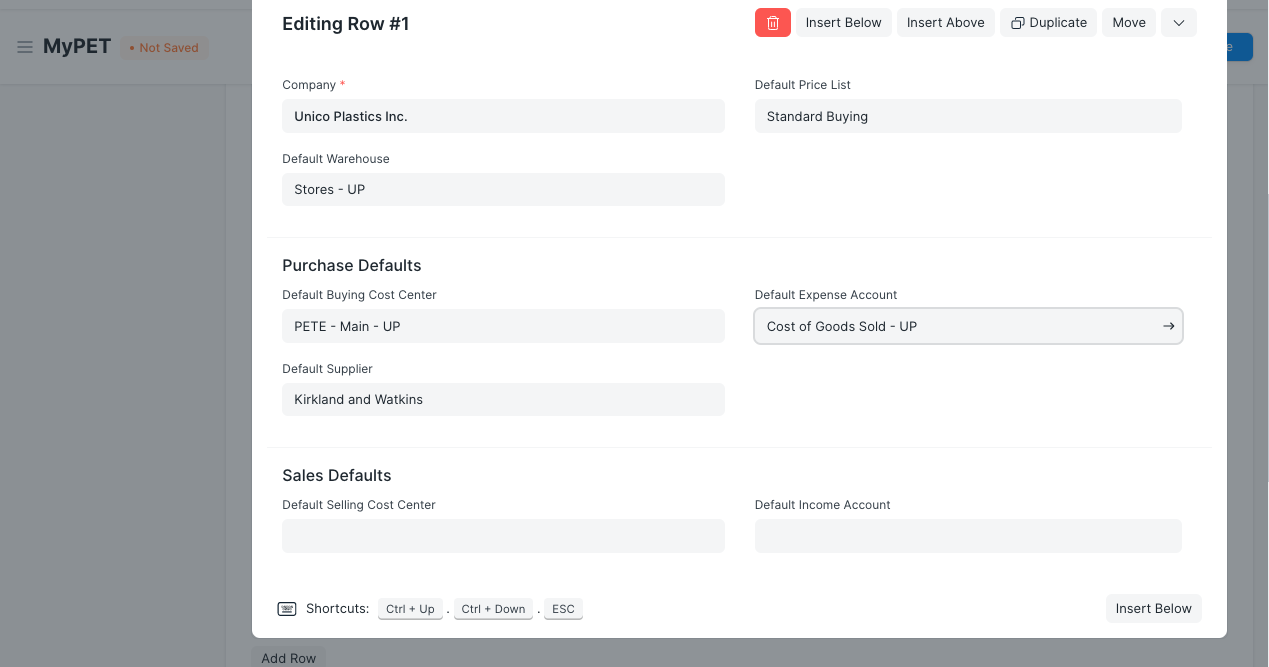 Editing Row #1
Insert Below Insert Above Duplicate Move
MyPET • Not Saved
e
Company * Default Price List
Unico Plastics Inc. Standard Buying
Default Warehouse
Stores - UP
Purchase Defaults
Default Buying Cost Center Default Expense Account
PETE - Main - UP Cost of Goods Sold - UP →
Default Supplier
Kirkland and Watkins
Sales Defaults
Default Selling Cost Center Default Income Account
Shortcuts: Ctrl + Up . Ctrl + Down . ESC Insert Below
Add Row